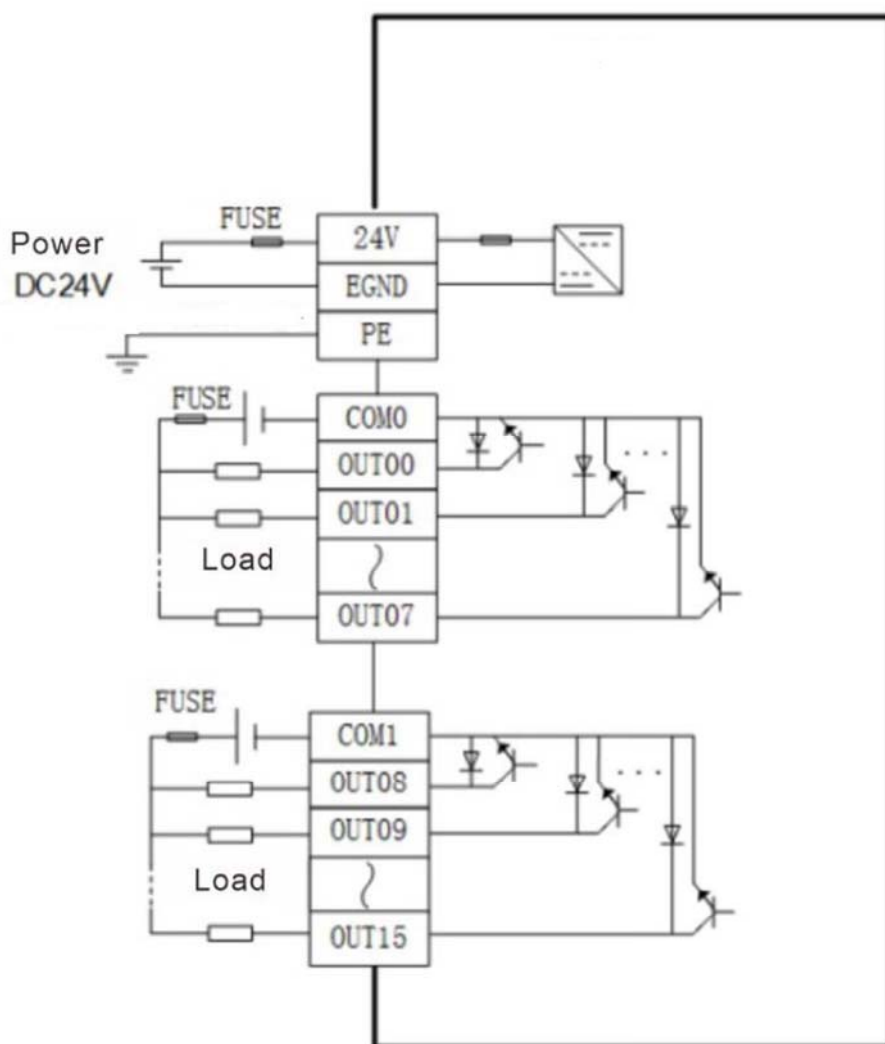 FUSE
24V
Power
DC24V
EGND
PE
FUSE
COM0
OUT00
OUT01
Load
OUT07
FUSE
COM1
OUT08
OUT09
Load
OUT15